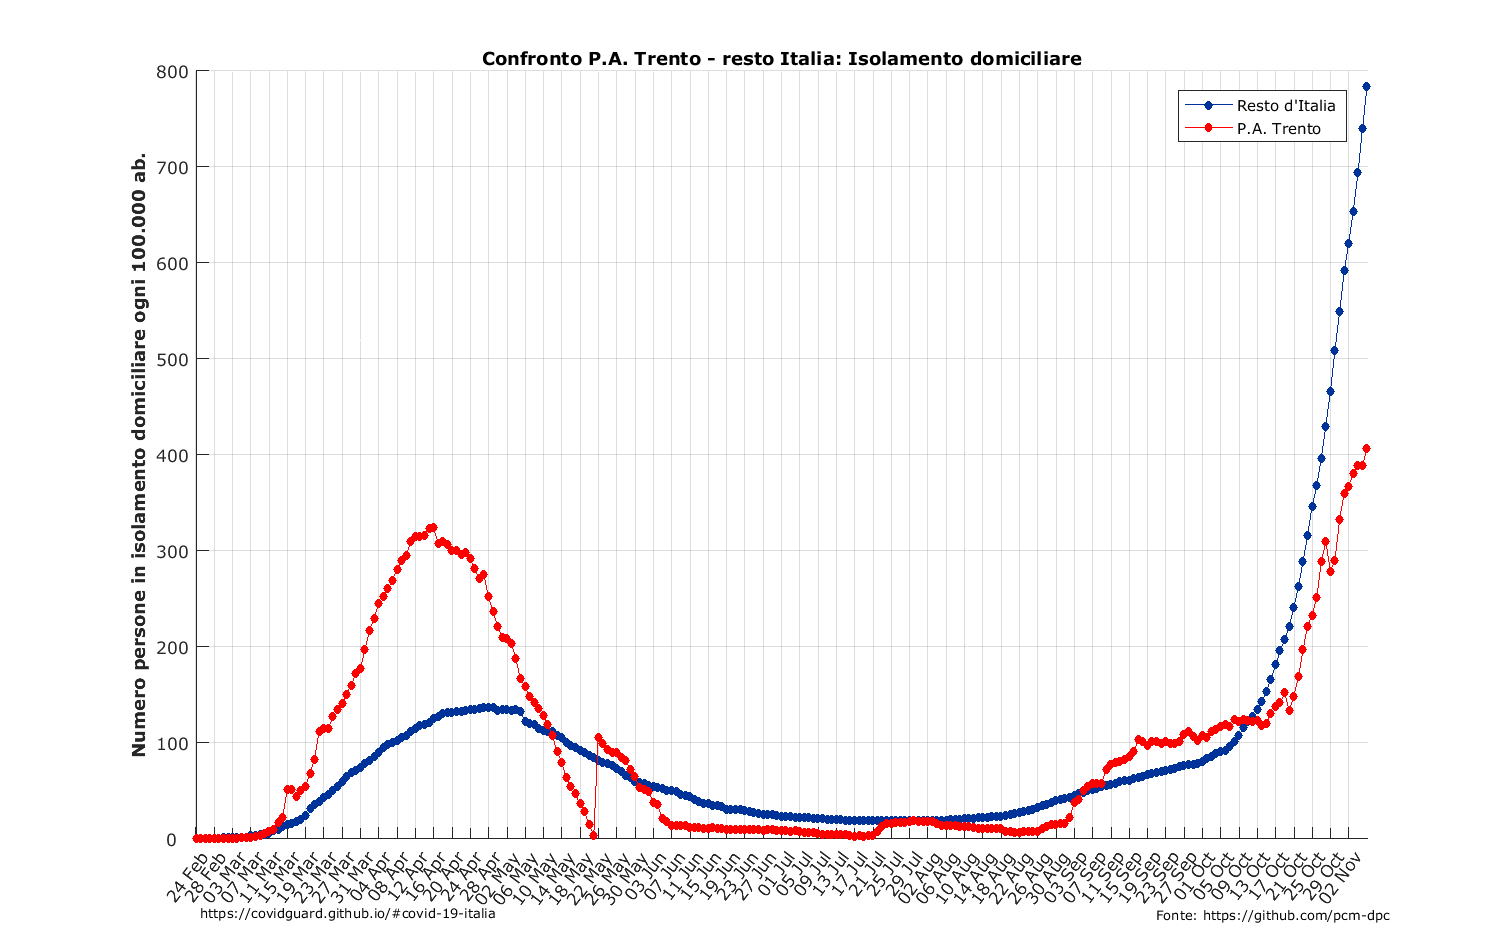 Confronto P.A. Trento - resto Italia: Isolamento domiciliare
Resto d'Italia
P.A. Trento
Numero persone in isolamento domiciliare ogni 100.000 ab.
800
700
600
500
400
300
200
100
0
24 Feb
28 Feb
03 Mar
07 Mar
11 Mar
15 Mar
19 Mar
23 Mar
27 Mar
31 Mar
04 Apr
08 Apr
12 Apr
16 Apr
20 Apr
24 Apr
28 Apr
02 May
06 May
10 May
14 May
18 May
22 May
26 May
30 May
03 Jun
07 Jun
11 Jun
15 Jun
19 Jun
23 Jun
27 Jun
01 Jul
05 Jul
09 Jul
13 Jul
17 Jul
21 Jul
25 Jul
29 Jul
02 Aug
06 Aug
10 Aug
14 Aug
18 Aug
22 Aug
26 Aug
30 Aug
03 Sep
07 Sep
11 Sep
15 Sep
19 Sep
23 Sep
27 Sep
01 Oct
05 Oct
09 Oct
13 Oct
17 Oct
21 Oct
25 Oct
29 Oct
02 Nov
https://covidguard.github.io/#covid-19-italia
Fonte: https://github.com/pcm-dpc